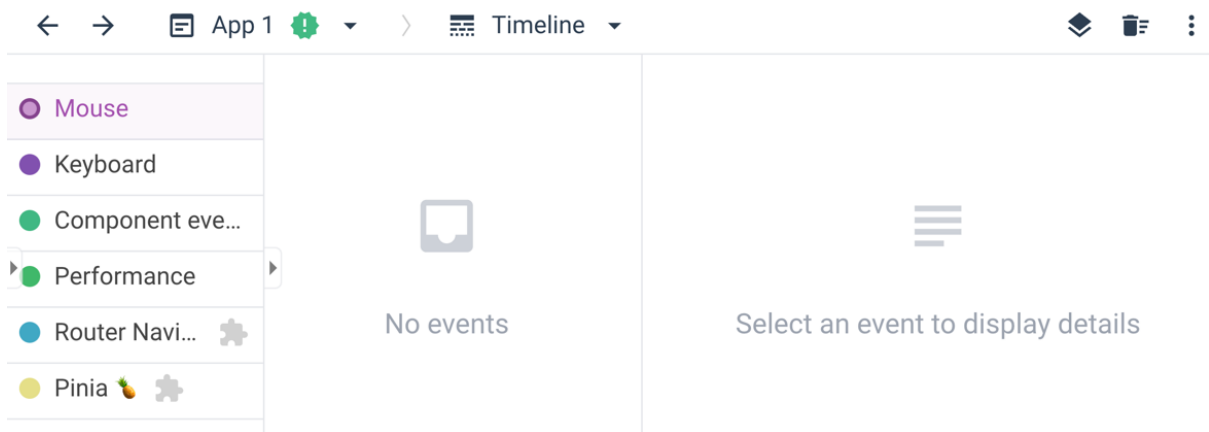 App 1
Timeline
Mouse
Keyboard
Component eve...
Performance
Router Navi...
Pinia 🍍
No events
Select an event to display details